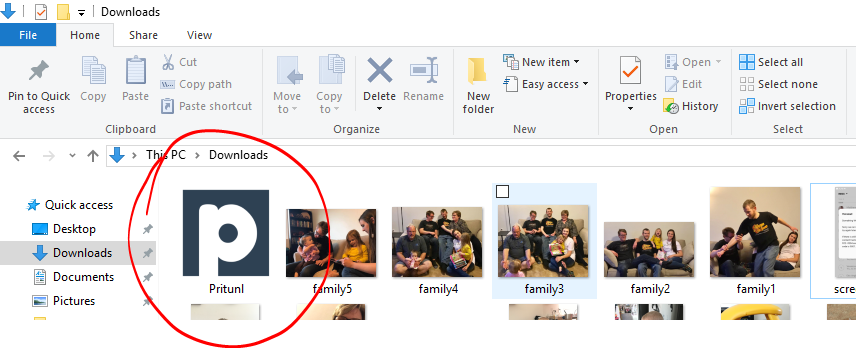 Downloads
File Home Share View
Pin to Quick access
Copy
Paste
Cut
Copy path
Paste shortcut
Clipboard
Move to
Copy to
Delete
Rename
Organize
New folder
New item
Easy access
New
Properties
Open
Edit
History
Open
Select all
Select none
Invert selection
Select
This PC > Downloads
Quick access
Desktop
Downloads
Documents
Pictures
p
Pritunl
family5
family4
family3
family2
family1
scre